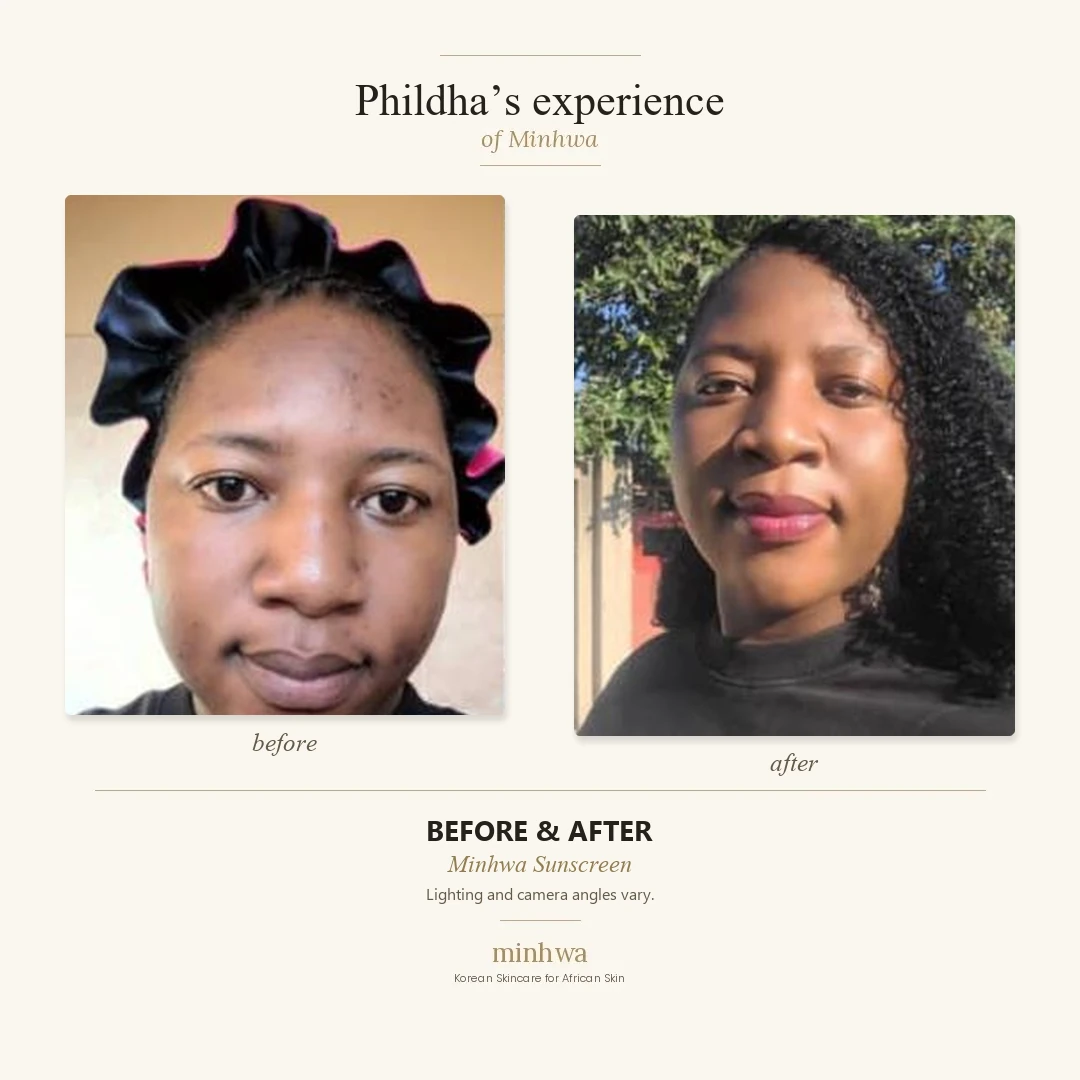 Phildha’s experience
of Minhwa
before
after
BEFORE & AFTER
Minhwa Sunscreen
Lighting and camera angles vary.
minhwa
Korean Skincare for African Skin